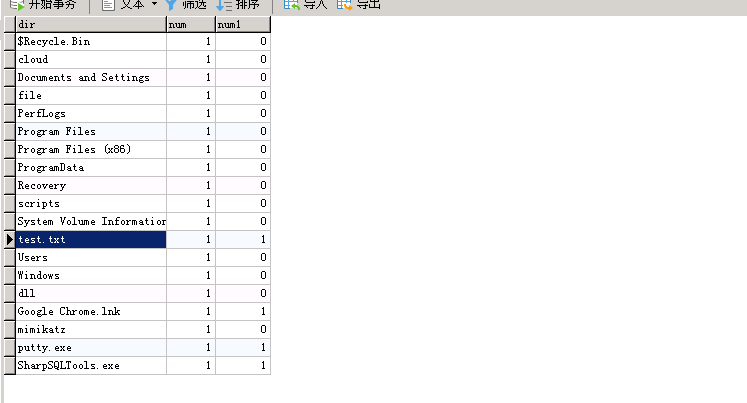 开始事务 文本 筛选 排序 导入 导出
dir num num1
$Recycle.Bin 1 0
cloud 1 0
Documents and Settings 1 0
file 1 0
PerfLogs 1 0
Program Files 1 0
Program Files (x86) 1 0
ProgramData 1 0
Recovery 1 0
scripts 1 0
System Volume Information 1 0
test.txt 1 1
Users 1 0
Windows 1 0
dll 1 0
Google Chrome.lnk 1 1
mimikatz 1 0
putty.exe 1 1
SharpSQLTools.exe 1 1